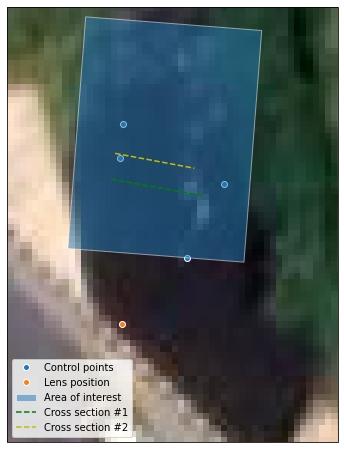 Control points
Lens position
Area of interest
Cross section #1
Cross section #2